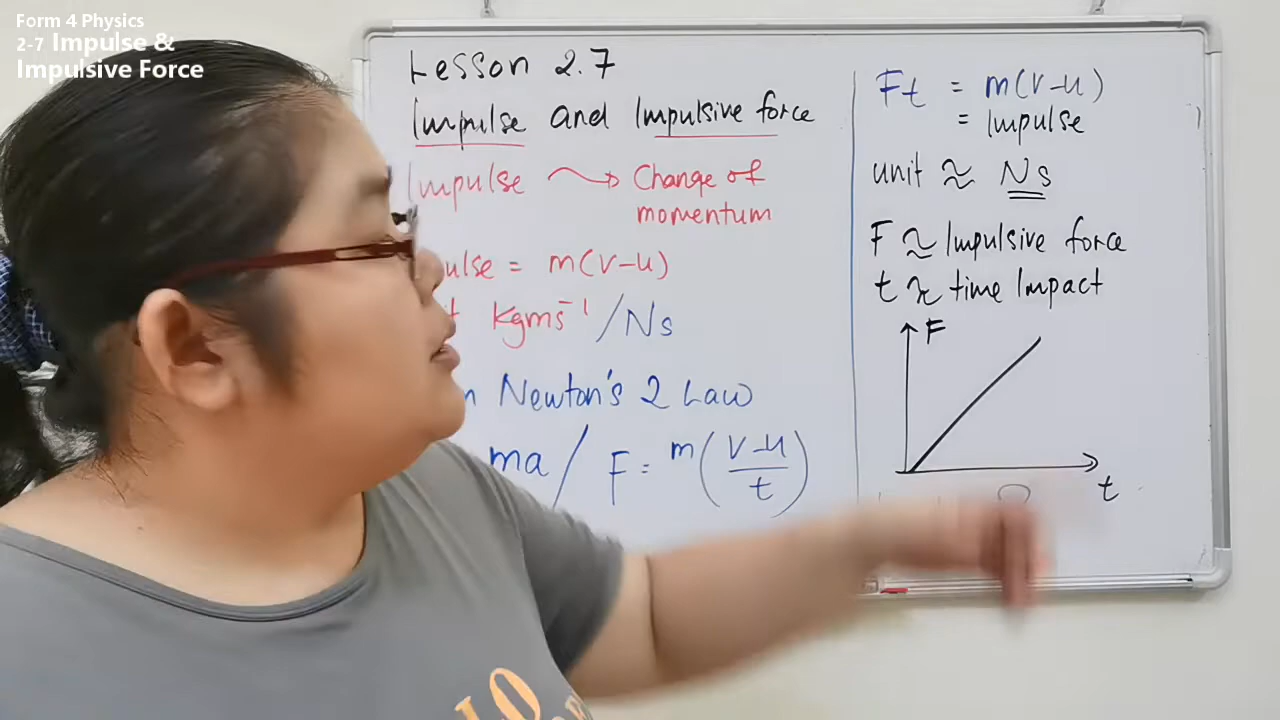 Form 4 Physics
2-7 Impulse &
Impulsive Force
Lesson 2.7
Impulse and Impulsive force
Impulse Change of
momentum
pulse = m(v-u)
Kgms⁻¹ / Ns
Newton's 2 Law
ma / F = m(v-u/t)
Ft = m(v-u)
= Impulse
unit ≈ Ns
F ≈ Impulsive force
t ≈ time Impact
F
t